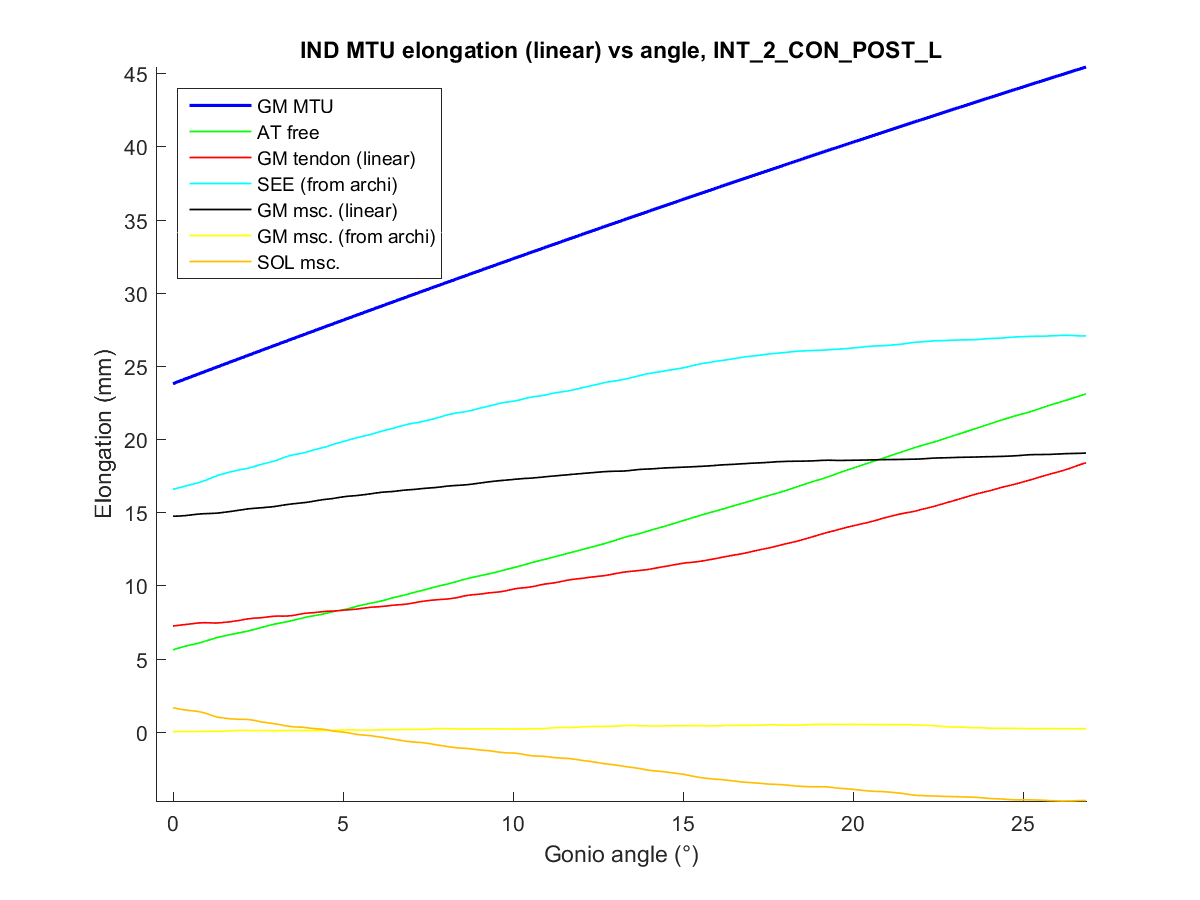 IND MTU elongation (linear) vs angle, INT_2_CON_POST_L
GM MTU
AT free
GM tendon (linear)
SEE (from archi)
GM msc. (linear)
GM msc. (from archi)
SOL msc.
Elongation (mm)
45
40
35
30
25
20
15
10
5
0
0 5 10 15 20 25
Gonio angle (°)